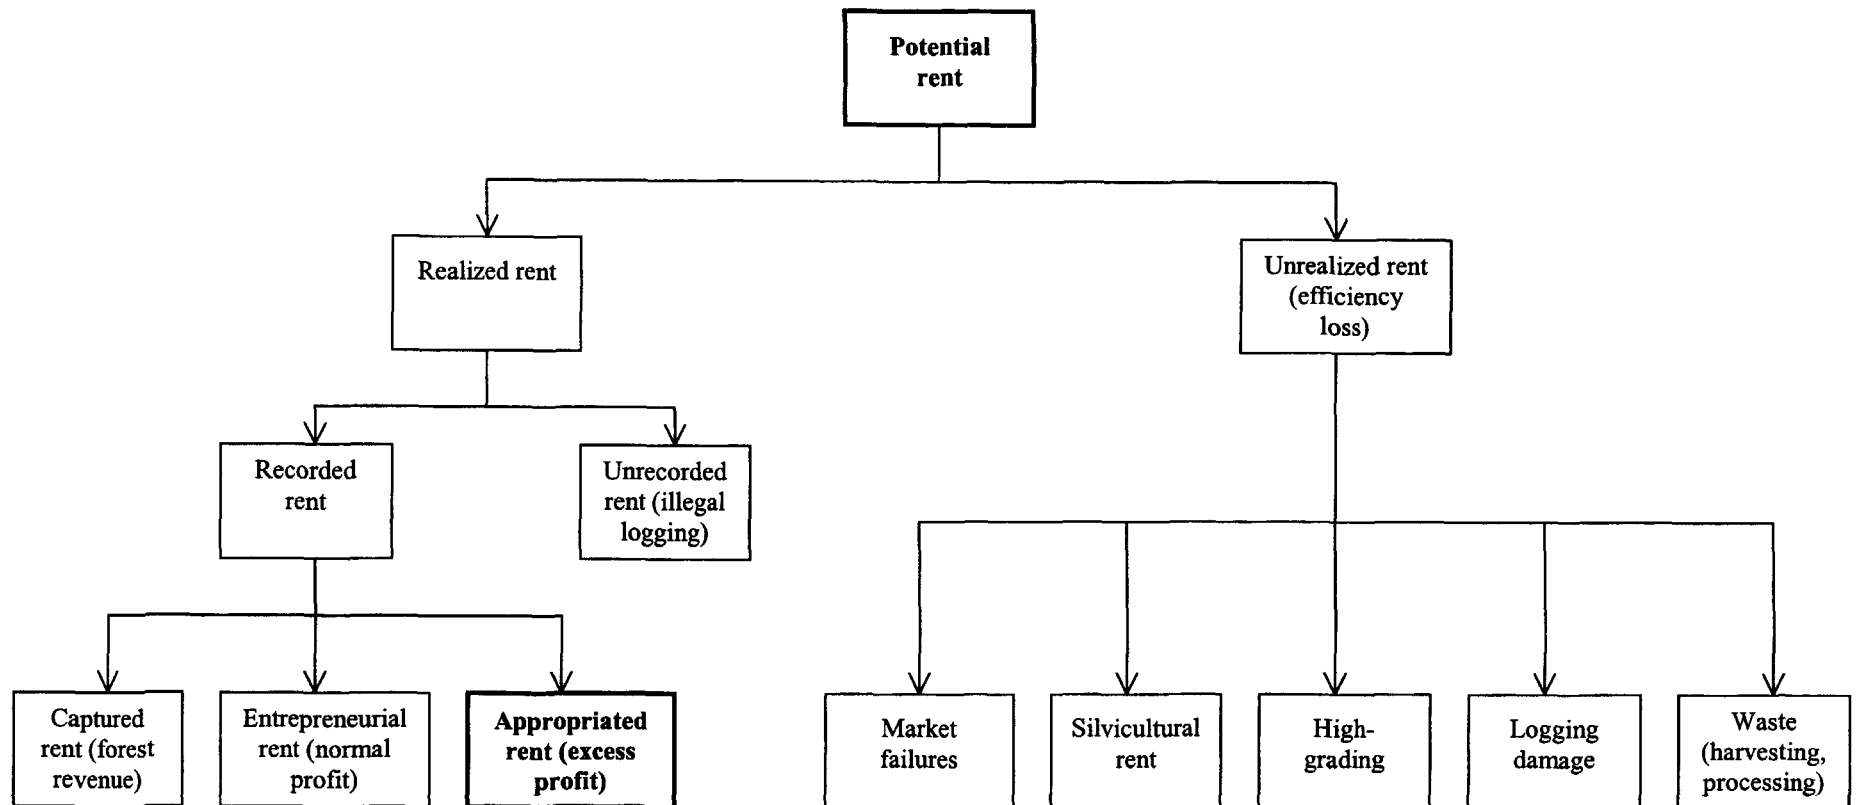 Potential
rent
Realized rent
Unrealized rent
(efficiency
loss)
Recorded
rent
Unrecorded
rent (illegal
logging)
Captured
rent (forest
revenue)
Entrepreneurial
rent (normal
profit)
Appropriated
rent (excess
profit)
Market
failures
Silvicultural
rent
High-
grading
Logging
damage
Waste
(harvesting,
processing)